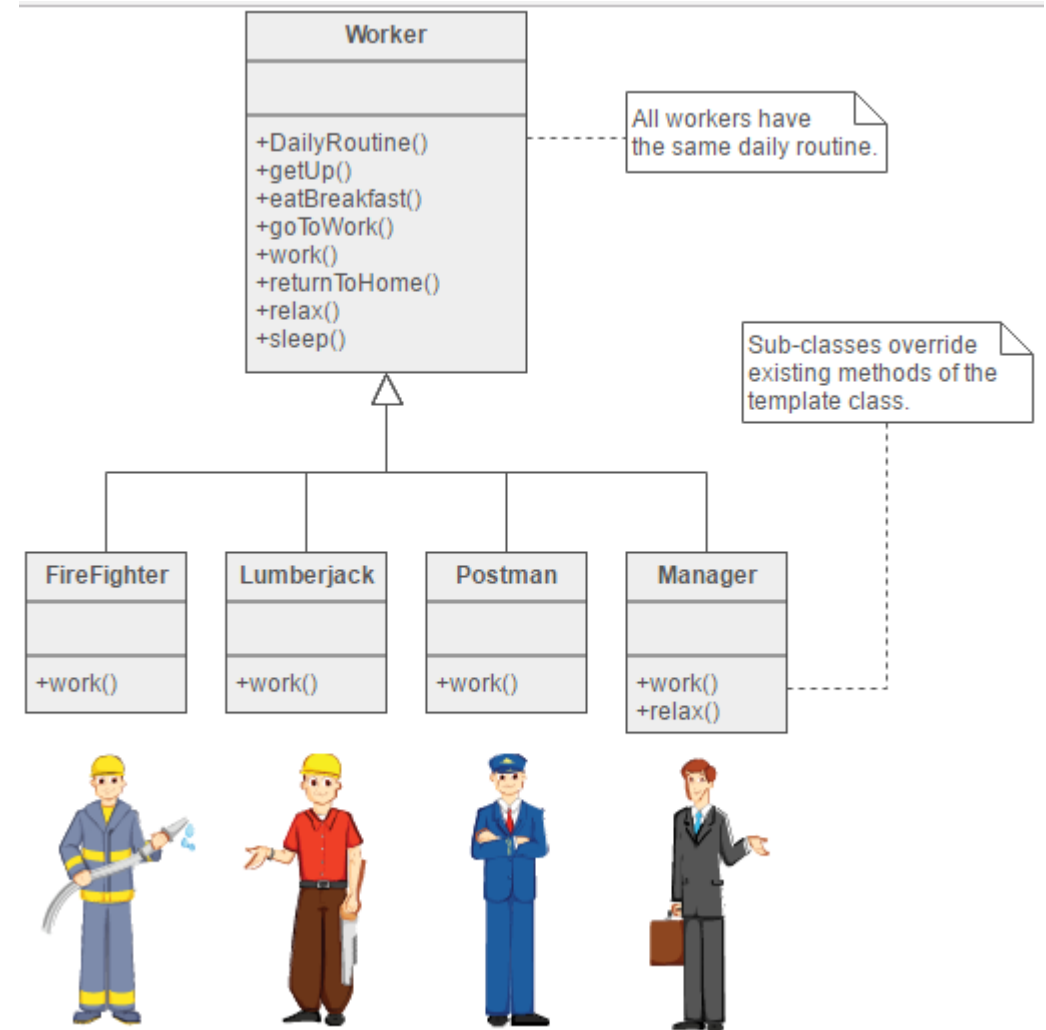 Worker
+DailyRoutine()
+getUp()
+eatBreakfast()
+goToWork()
+work()
+returnToHome()
+relax()
+sleep()
All workers have
the same daily routine.
Sub-classes override
existing methods of the
template class.
FireFighter
+work()
Lumberjack
+work()
Postman
+work()
Manager
+work()
+relax()